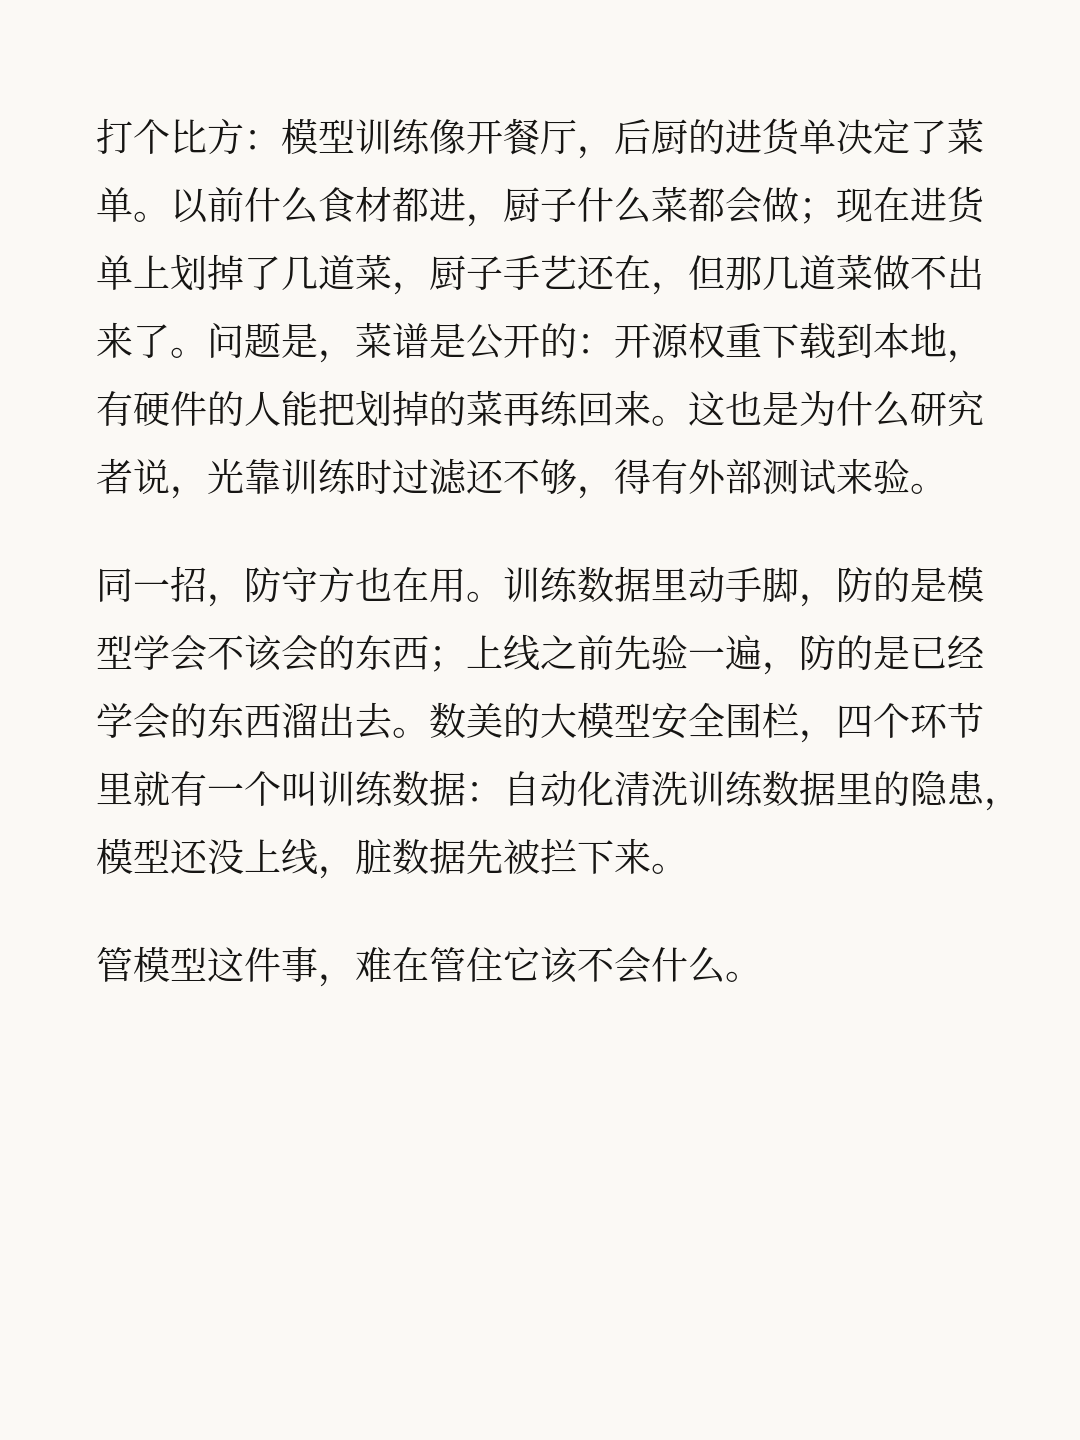 打个比方：模型训练像开餐厅，后厨的进货单决定了菜
单。以前什么食材都进，厨子什么菜都会做；现在进货
单上划掉了几道菜，厨子手艺还在，但那几道菜做不出
来了。问题是，菜谱是公开的：开源权重下载到本地，
有硬件的人能把划掉的菜再练回来。这也是为什么研究
者说，光靠训练时过滤还不够，得有外部测试来验。
同一招，防守方也在用。训练数据里动手脚，防的是模
型学会不该会的东西；上线之前先验一遍，防的是已经
学会的东西溜出去。数美的大模型安全围栏，四个环节
里就有一个叫训练数据：自动化清洗训练数据里的隐患，
模型还没上线，脏数据先被拦下来。
管模型这件事，难在管住它该不会什么。